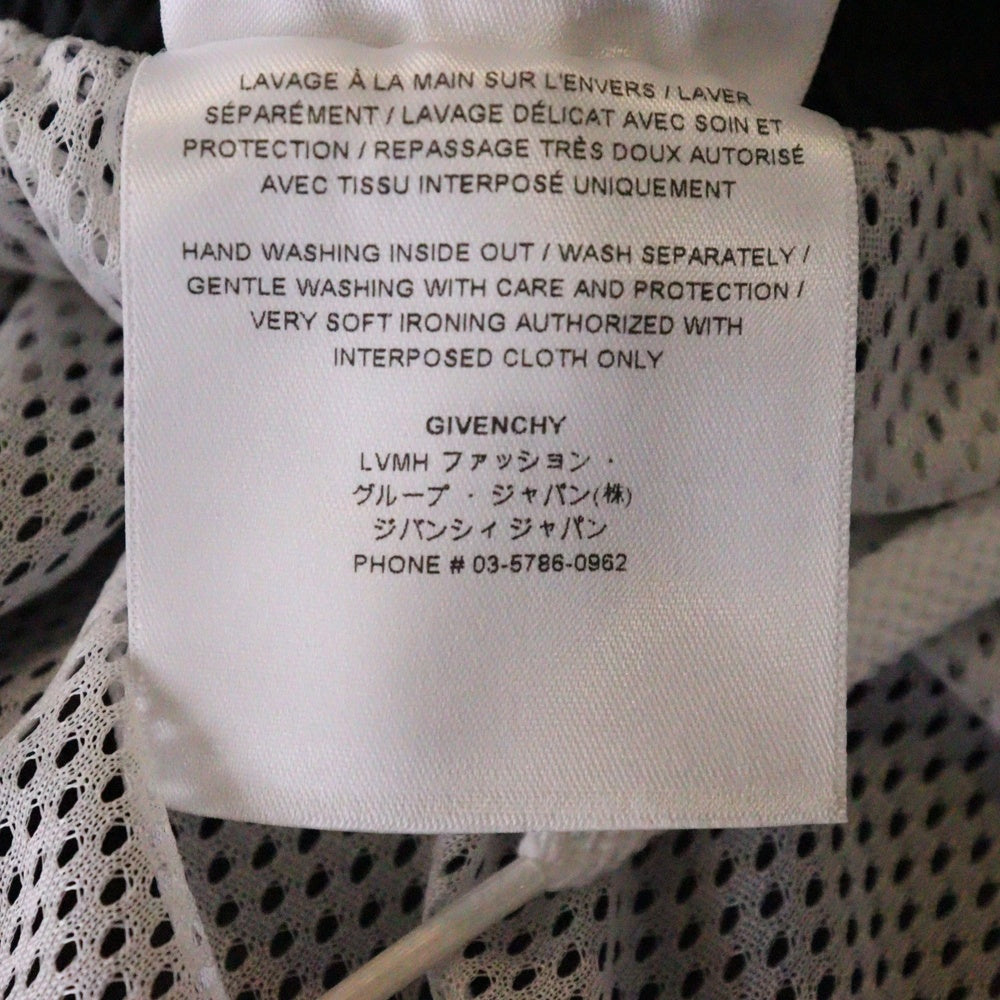 LAVAGE À LA MAIN SUR L'ENVERS / LAVER
SÉPARÉMENT / LAVAGE DÉLICAT AVEC SOIN ET
PROTECTION / REPASSAGE TRÈS DOUX AUTORISÉ
AVEC TISSU INTERPOSÉ UNIQUEMENT
HAND WASHING INSIDE OUT / WASH SEPARATELY /
GENTLE WASHING WITH CARE AND PROTECTION /
VERY SOFT IRONING AUTHORIZED WITH
INTERPOSED CLOTH ONLY
GIVENCHY
LVMH ファッション ・
グループ ・ ジャパン(株)
ジバンシィ ジャパン
PHONE # 03-5786-0962